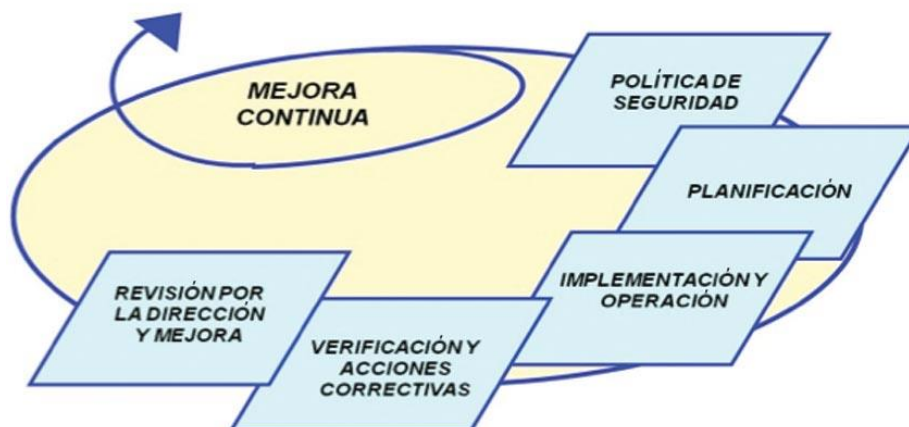 MEJORA
CONTINUA
POLÍTICA DE
SEGURIDAD
PLANIFICACIÓN
IMPLEMENTACIÓN Y
OPERACIÓN
VERIFICACIÓN Y
ACCIONES
CORRECTIVAS
REVISIÓN POR
LA DIRECCIÓN
Y MEJORA